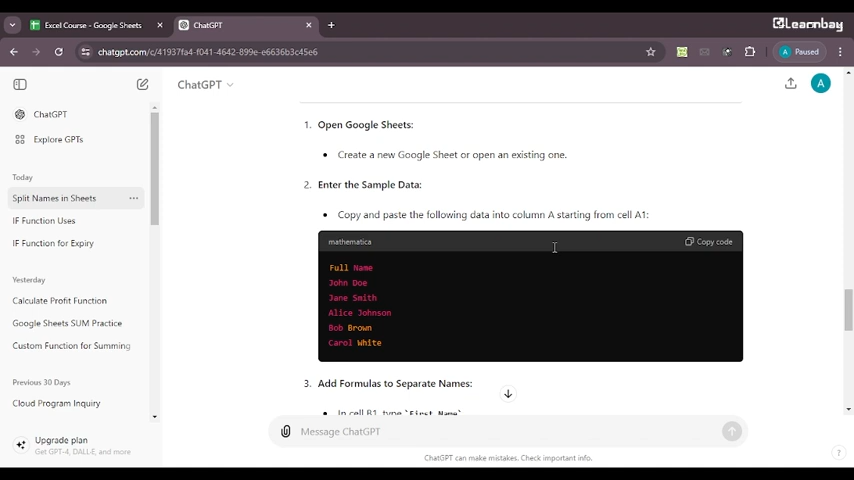 Excel Course - Google Sheets
ChatGPT
Learnbay
chatgpt.com/c/41937fa4-f041-4642-899e-e6636b3c45e6
A Paused
ChatGPT
Explore GPTs
Today
Split Names in Sheets
IF Function Uses
IF Function for Expiry
Yesterday
Calculate Profit Function
Google Sheets SUM Practice
Custom Function for Summing
Previous 30 Days
Cloud Program Inquiry
Upgrade plan
Get GPT-4, DALL·E, and more
ChatGPT
A
1. Open Google Sheets:
• Create a new Google Sheet or open an existing one.
2. Enter the Sample Data:
• Copy and paste the following data into column A starting from cell A1:
mathematica
Copy code
Full Name
John Doe
Jane Smith
Alice Johnson
Bob Brown
Carol White
3. Add Formulas to Separate Names:
• In cell B1, type `First Name`
Message ChatGPT
ChatGPT can make mistakes. Check important info.
?